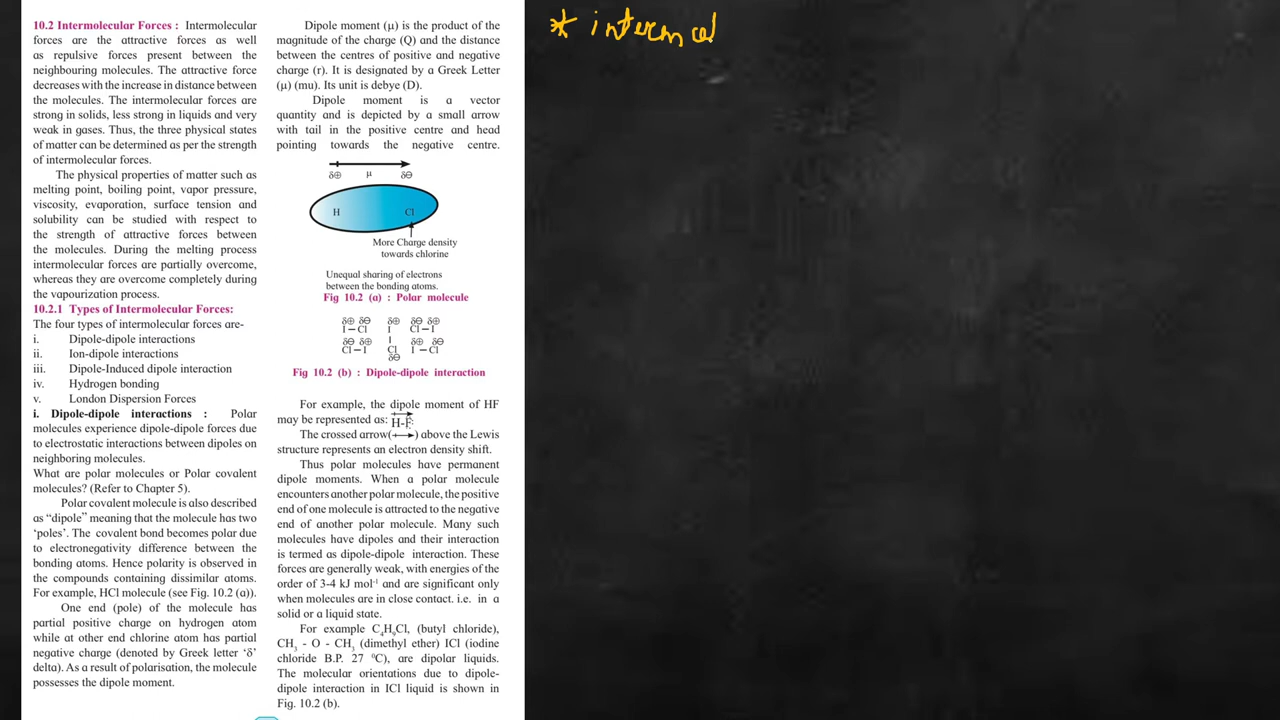 10.2 Intermolecular Forces : Intermolecular
forces are the attractive forces as well
as repulsive forces present between the
neighbouring molecules. The attractive force
decreases with the increase in distance between
the molecules. The intermolecular forces are
strong in solids, less strong in liquids and very
weak in gases. Thus, the three physical states
of matter can be determined as per the strength
of intermolecular forces.
The physical properties of matter such as
melting point, boiling point, vapor pressure,
viscosity, evaporation, surface tension and
solubility can be studied with respect to
the strength of attractive forces between
the molecules. During the melting process
intermolecular forces are partially overcome,
whereas they are overcome completely during
the vapourization process.
10.2.1 Types of Intermolecular Forces:
The four types of intermolecular forces are-
i. Dipole-dipole interactions
ii. Ion-dipole interactions
iii. Dipole-Induced dipole interaction
iv. Hydrogen bonding
v. London Dispersion Forces
i. Dipole-dipole interactions : Polar
molecules experience dipole-dipole forces due
to electrostatic interactions between dipoles on
neighboring molecules.
What are polar molecules or Polar covalent
molecules? (Refer to Chapter 5).
Polar covalent molecule is also described
as “dipole” meaning that the molecule has two
‘poles’. The covalent bond becomes polar due
to electronegativity difference between the
bonding atoms. Hence polarity is observed in
the compounds containing dissimilar atoms.
For example, HCl molecule (see Fig. 10.2 (a)).
One end (pole) of the molecule has
partial positive charge on hydrogen atom
while at other end chlorine atom has partial
negative charge (denoted by Greek letter ‘δ’
delta). As a result of polarisation, the molecule
possesses the dipole moment.
Dipole moment (μ) is the product of the
magnitude of the charge (Q) and the distance
between the centres of positive and negative
charge (r). It is designated by a Greek Letter
(μ) (mu). Its unit is debye (D).
Dipole moment is a vector
quantity and is depicted by a small arrow
with tail in the positive centre and head
pointing towards the negative centre.
δ⊕ μ δ⊖
H Cl
More Charge density
towards chlorine
Unequal sharing of electrons
between the bonding atoms.
Fig 10.2 (a) : Polar molecule
δ⊕ δ⊖ δ⊕ δ⊖ δ⊕
I – Cl I Cl – I
δ⊖ δ⊕ I δ⊕ δ⊖
Cl – I Cl I – Cl
δ⊖
Fig 10.2 (b) : Dipole-dipole interaction
For example, the dipole moment of HF
may be represented as: H-F:
The crossed arrow(+→) above the Lewis
structure represents an electron density shift.
Thus polar molecules have permanent
dipole moments. When a polar molecule
encounters another polar molecule, the positive
end of one molecule is attracted to the negative
end of another polar molecule. Many such
molecules have dipoles and their interaction
is termed as dipole-dipole interaction. These
forces are generally weak, with energies of the
order of 3-4 kJ mol⁻¹ and are significant only
when molecules are in close contact. i.e. in a
solid or a liquid state.
For example C₄H₉Cl, (butyl chloride),
CH₃ - O - CH₃ (dimethyl ether) ICl (iodine
chloride B.P. 27 ⁰C), are dipolar liquids.
The molecular orientations due to dipole-
dipole interaction in ICl liquid is shown in
Fig. 10.2 (b).
* intermol